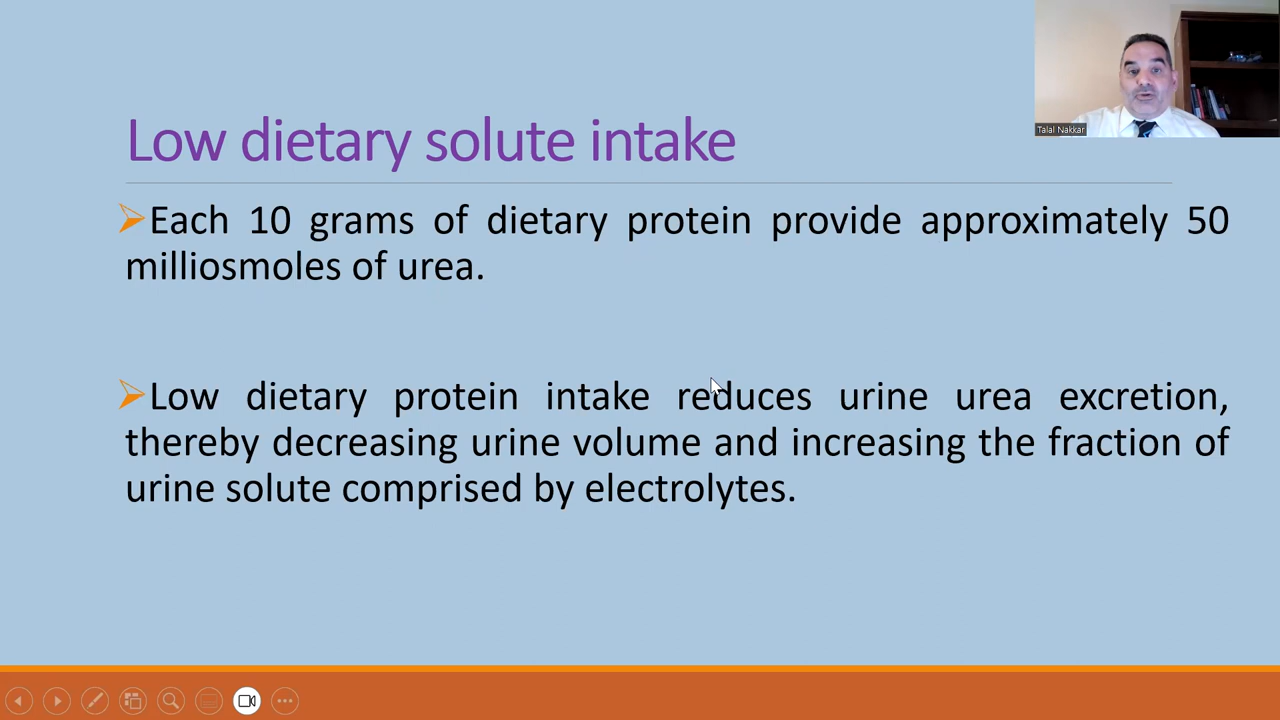 Talal Nakkar
Low dietary solute intake
Each 10 grams of dietary protein provide approximately 50
milliosmoles of urea.
Low dietary protein intake reduces urine urea excretion,
thereby decreasing urine volume and increasing the fraction of
urine solute comprised by electrolytes.